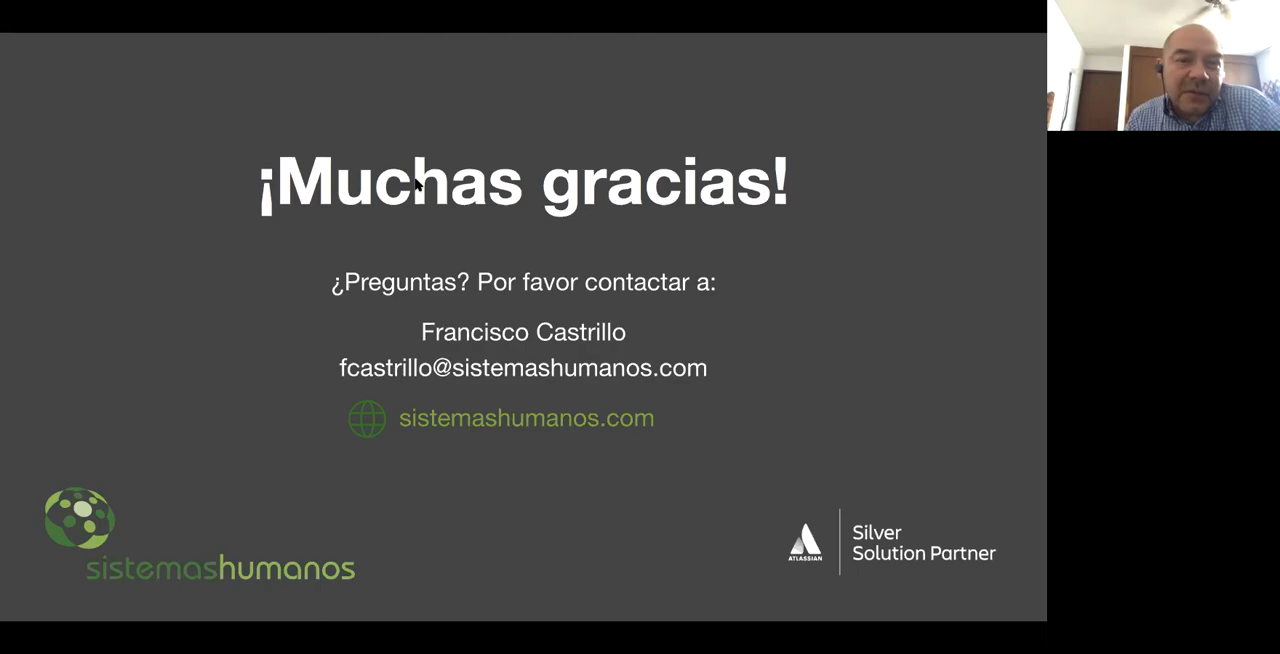 ¡Muchas gracias!
¿Preguntas? Por favor contactar a:
Francisco Castrillo
fcastrillo@sistemashumanos.com
sistemashumanos.com
sistemashumanos
ATLASSIAN
Silver
Solution Partner